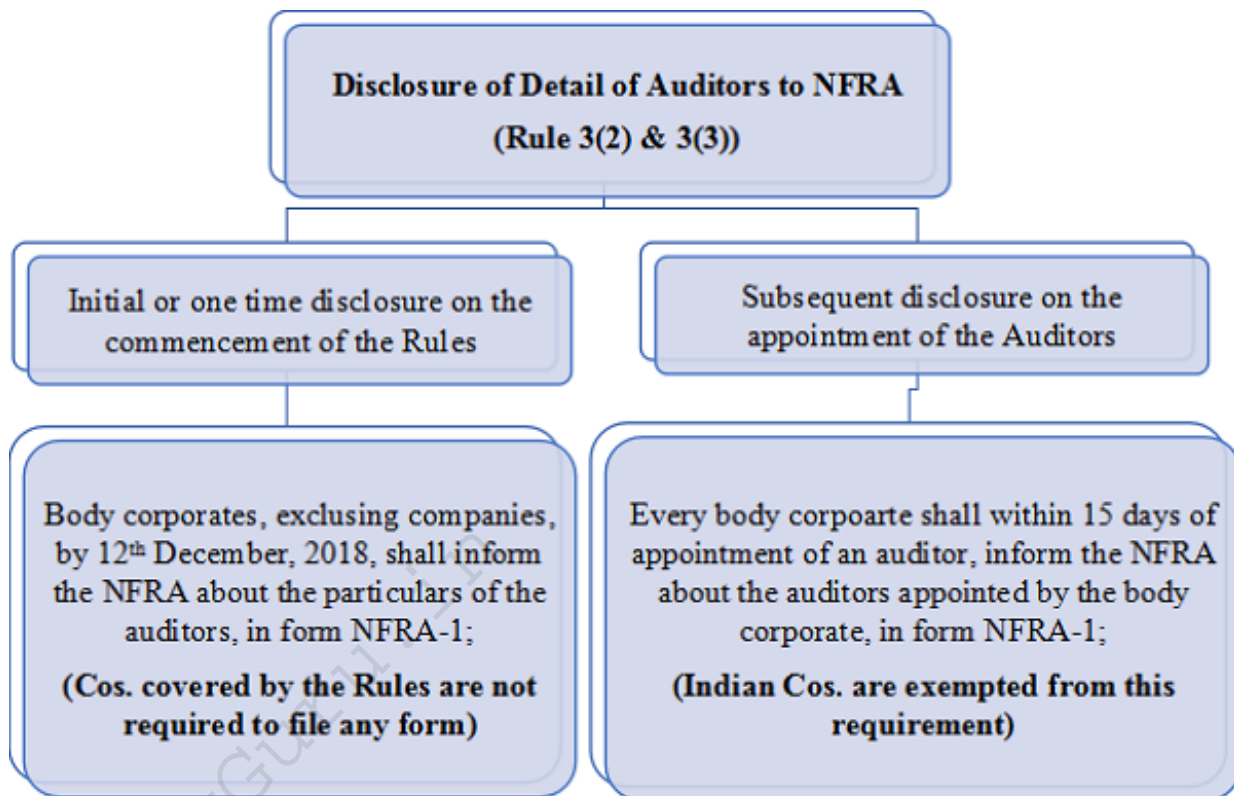 Disclosure of Detail of Auditors to NFRA
(Rule 3(2) & 3(3))
Initial or one time disclosure on the
commencement of the Rules
Subsequent disclosure on the
appointment of the Auditors
Body corporates, exclusing companies,
by 12th December, 2018, shall inform
the NFRA about the particulars of the
auditors, in form NFRA-1;
(Cos. covered by the Rules are not
required to file any form)
Every body corpoarte shall within 15 days of
appointment of an auditor, inform the NFRA
about the auditors appointed by the body
corporate, in form NFRA-1;
(Indian Cos. are exempted from this
requirement)